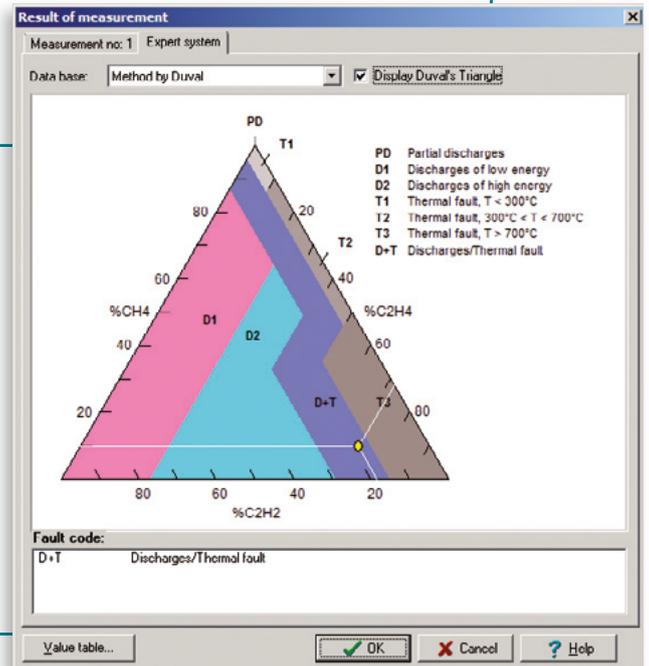 Result of measurement
Measurement no: 1 Expert system
Data base: Method by Duval Display Duval's Triangle
PD
T1
PD Partial discharges
D1 Discharges of low energy
D2 Discharges of high energy
T1 Thermal fault, T < 300°C
T2 Thermal fault, 300°C < T < 700°C
T3 Thermal fault, T > 700°C
D+T Discharges/Thermal fault
80 20
T2
60 40
%CH4 %C2H4
D1 D2
40 60
D+T T3
20 80
80 60 40 20
%C2H2
Fault code:
D+T Discharges/Thermal fault
Value table... OK Cancel Help